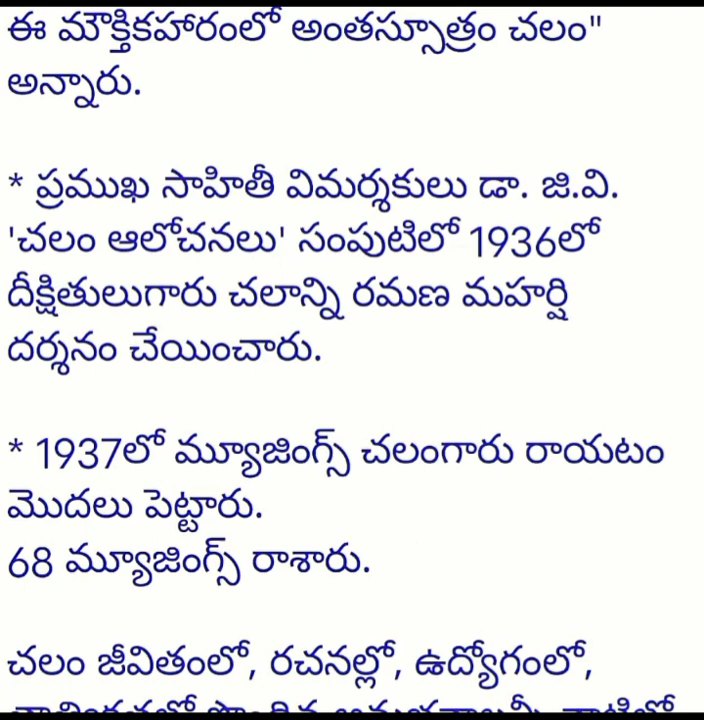 ఈ మౌక్తికహారంలో అంతస్సూత్రం చలం"
అన్నారు.
* ప్రముఖ సాహితీ విమర్శకులు డా. జి.వి.
'చలం ఆలోచనలు' సంపుటిలో 1936లో
దీక్షితులుగారు చలాన్ని రమణ మహర్షి
దర్శనం చేయించారు.
* 1937లో మ్యూజింగ్స్ చలంగారు రాయటం
మొదలు పెట్టారు.
68 మ్యూజింగ్స్ రాశారు.
చలం జీవితంలో, రచనల్లో, ఉద్యోగంలో,